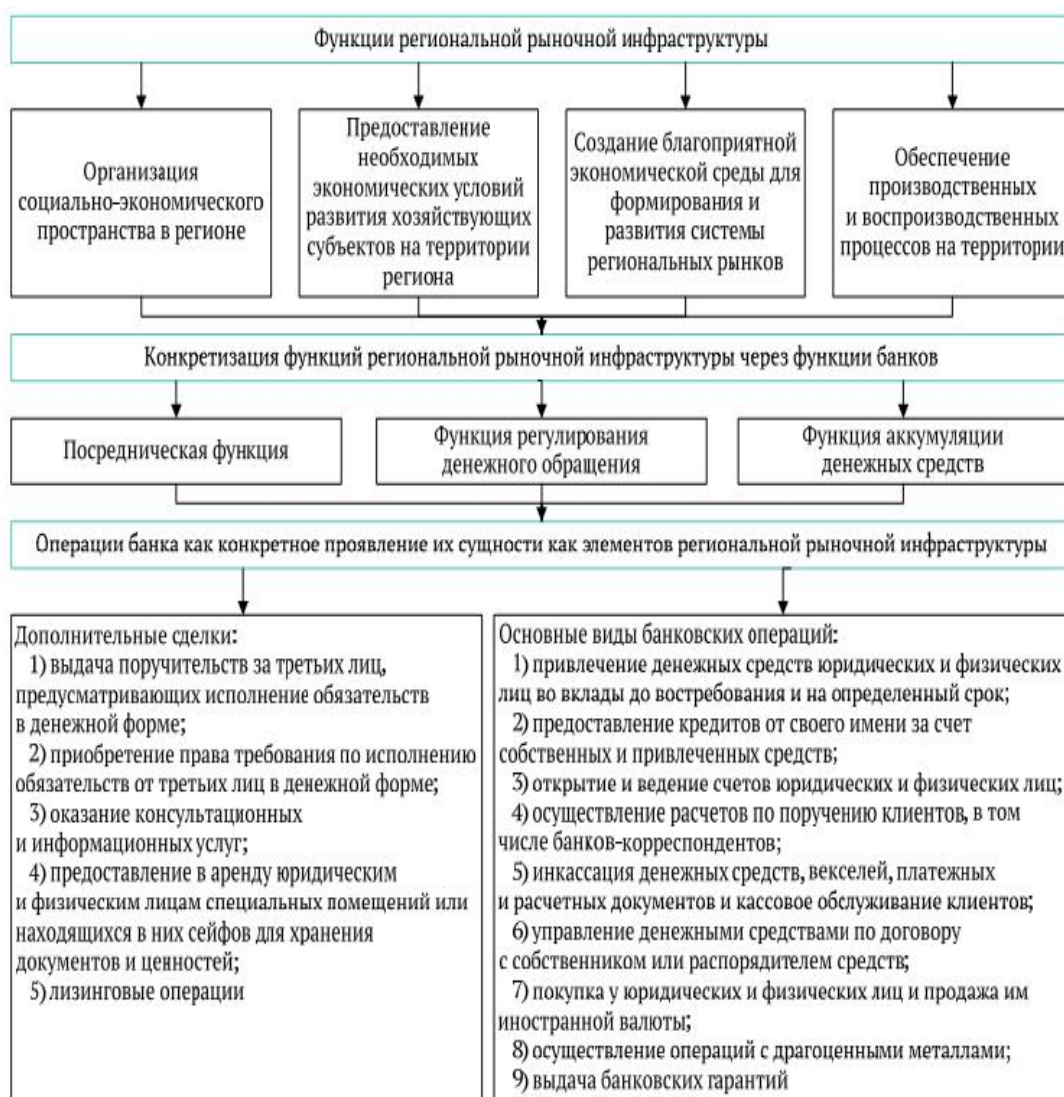 Функции региональной рыночной инфраструктуры
Организация
социально-экономического
пространства в регионе
Предоставление
необходимых
экономических условий
развития хозяйствующих
субъектов на территории
региона
Создание благоприятной
экономической среды для
формирования и
развития системы
региональных рынков
Обеспечение
производственных
и воспроизводственных
процессов на территории
Конкретизация функций региональной рыночной инфраструктуры через функции банков
Посредническая функция
Функция регулирования
денежного обращения
Функция аккумуляции
денежных средств
Операции банка как конкретное проявление их сущности как элементов региональной рыночной инфраструктуры
Дополнительные сделки:
1) выдача поручительств за третьих лиц,
предусматривающих исполнение обязательств
в денежной форме;
2) приобретение права требования по исполнению
обязательств от третьих лиц в денежной форме;
3) оказание консультационных
и информационных услуг;
4) предоставление в аренду юридическим
и физическим лицам специальных помещений или
находящихся в них сейфов для хранения
документов и ценностей;
5) лизинговые операции
Основные виды банковских операций:
1) привлечение денежных средств юридических и физических
лиц во вклады до востребования и на определенный срок;
2) предоставление кредитов от своего имени за счет
собственных и привлеченных средств;
3) открытие и ведение счетов юридических и физических лиц;
4) осуществление расчетов по поручению клиентов, в том
числе банков-корреспондентов;
5) инкассация денежных средств, векселей, платежных
и расчетных документов и кассовое обслуживание клиентов;
6) управление денежными средствами по договору
с собственником или распорядителем средств;
7) покупка у юридических и физических лиц и продажа им
иностранной валюты;
8) осуществление операций с драгоценными металлами;
9) выдача банковских гарантий